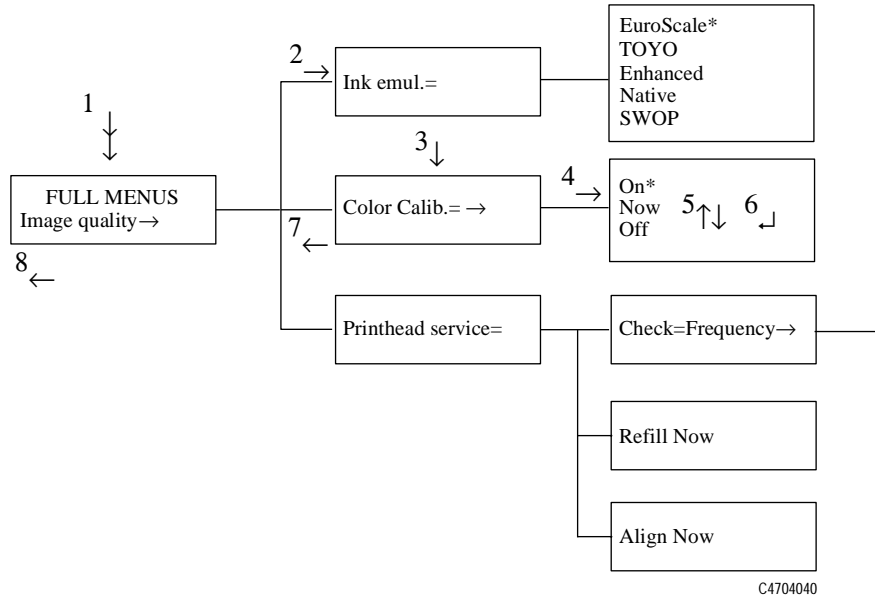 1
FULL MENUS
Image quality→
8 ←
2 →
Ink emul.=
EuroScale*
TOYO
Enhanced
Native
SWOP
3 ↓
Color Calib.= →
7 ←
4 →
On*
Now
Off
5 ↑↓ 6 ↵
Printhead service=
Check=Frequency→
Refill Now
Align Now
C4704040